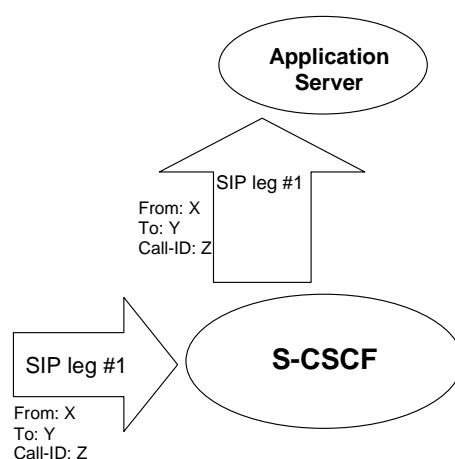 Application
Server
SIP leg #1
From: X
To: Y
Call-ID: Z
S-CSCF
SIP leg #1
From: X
To: Y
Call-ID: Z